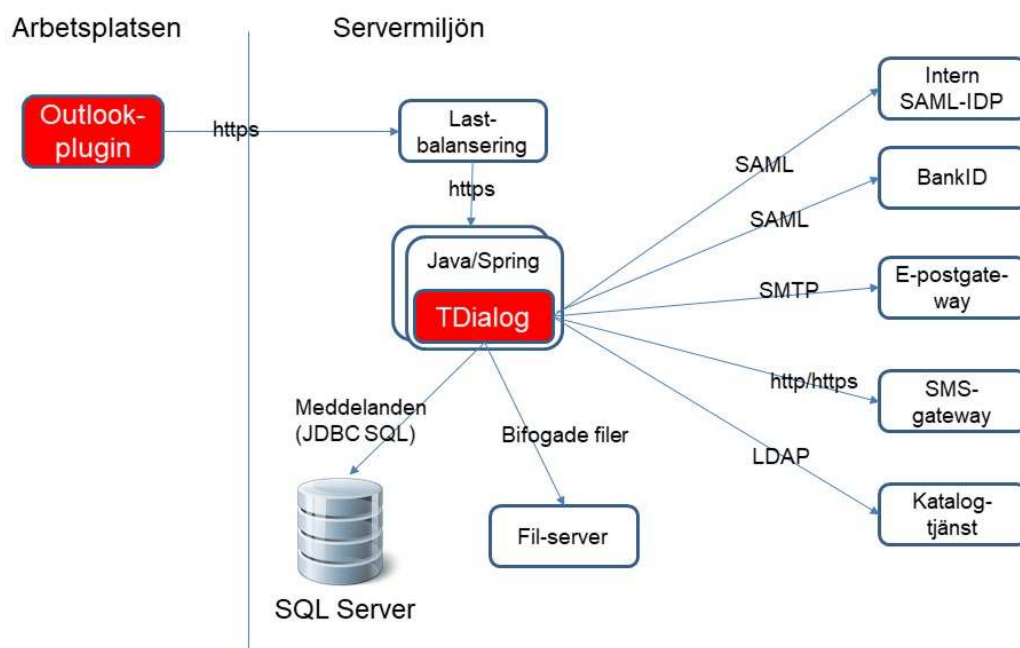 Arbetsplatsen
Servermiljön
Outlook-
plugin
https
Last-
balansering
https
Java/Spring
TDialog
Meddelanden
(JDBC SQL)
Bifogade filer
SQL Server
Fil-server
SAML
SAML
SMTP
http/https
LDAP
Intern
SAML-IDP
BankID
E-postgate-
way
SMS-
gateway
Katalog-
tjänst